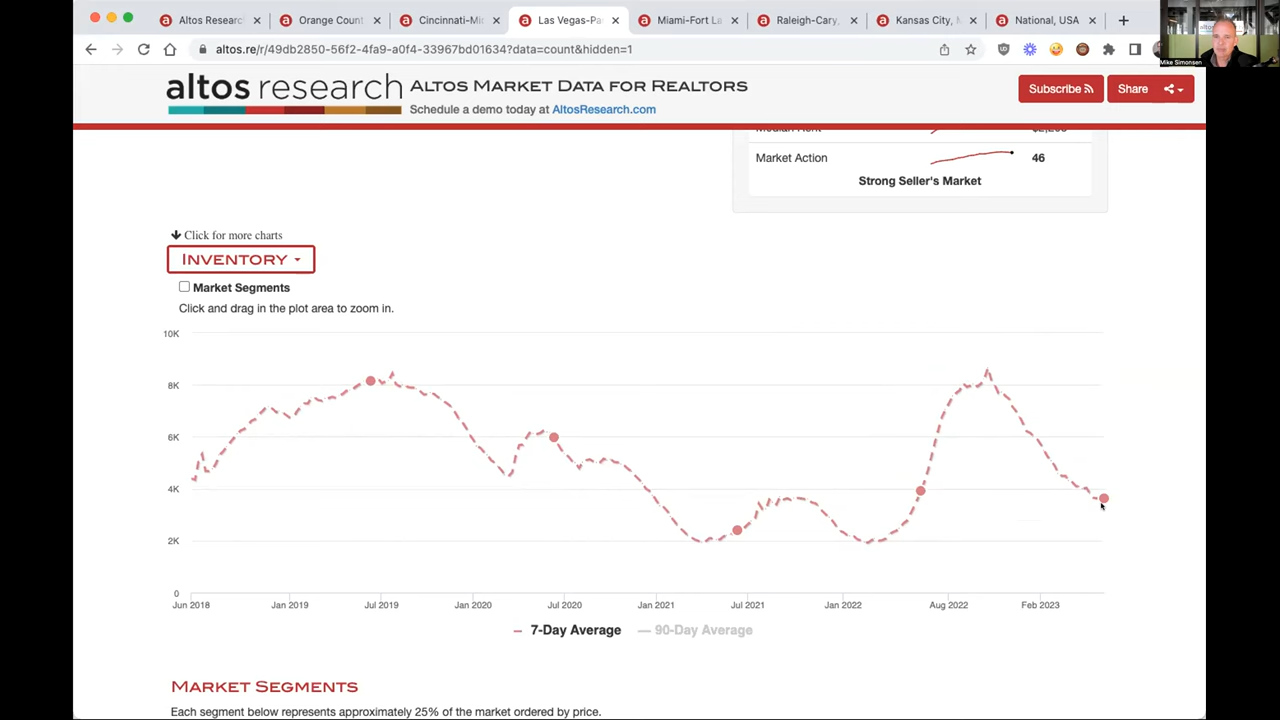 Altos Researc
Orange Count
Cincinnati-Mi
Las Vegas-Pa
Miami-Fort La
Raleigh-Cary,
Kansas City, M
National, USA
altos.re/r/49db2850-56f2-4fa9-a0f4-33967bd01634?data=count&hidden=1
Mike Simonsen
altos research
ALTOS MARKET DATA FOR REALTORS
Schedule a demo today at AltosResearch.com
Subscribe
Share
Median Rent
Market Action 46
Strong Seller's Market
Click for more charts
INVENTORY
Market Segments
Click and drag in the plot area to zoom in.
10K
8K
6K
4K
2K
0
Jun 2018 Jan 2019 Jul 2019 Jan 2020 Jul 2020 Jan 2021 Jul 2021 Jan 2022 Aug 2022 Feb 2023
7-Day Average 90-Day Average
MARKET SEGMENTS
Each segment below represents approximately 25% of the market ordered by price.